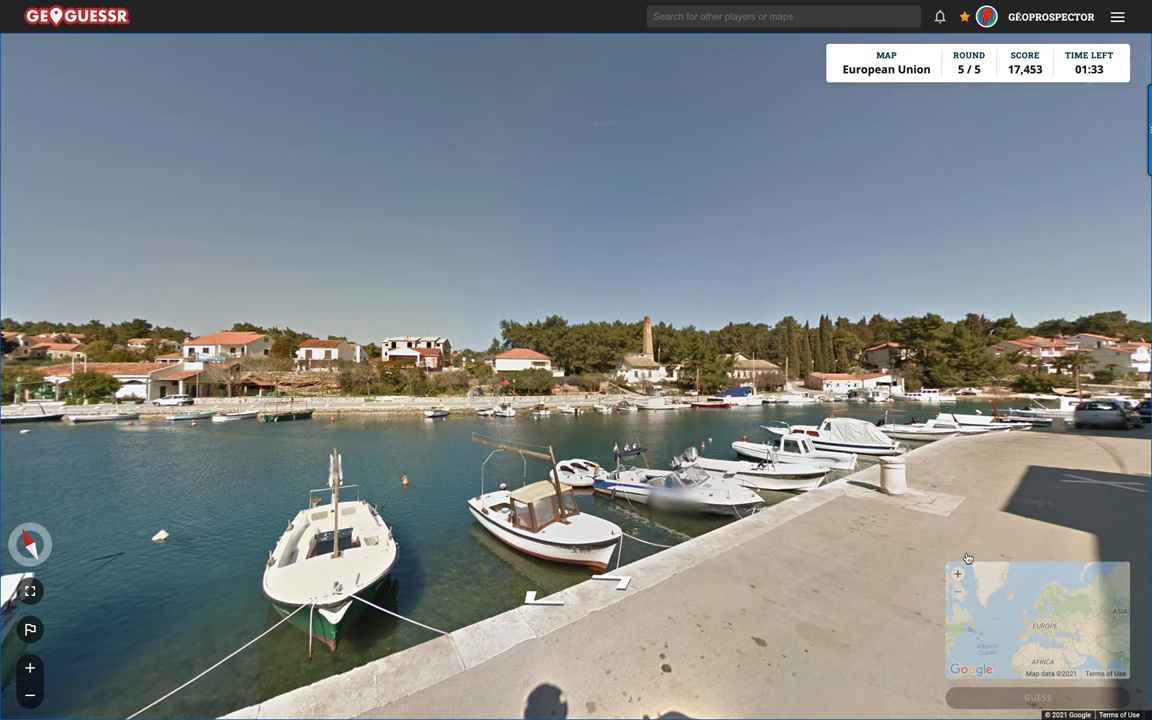 GEOGUESSR
Search for other players or maps
GËOPROSPECTOR
MAP
European Union
ROUND
5 / 5
SCORE
17,453
TIME LEFT
01:33
ASIA
EUROPE
Atlantic
Ocean
AFRICA
Google
Map data ©2021
Terms of Use
GUESS
© 2021 Google
Terms of Use